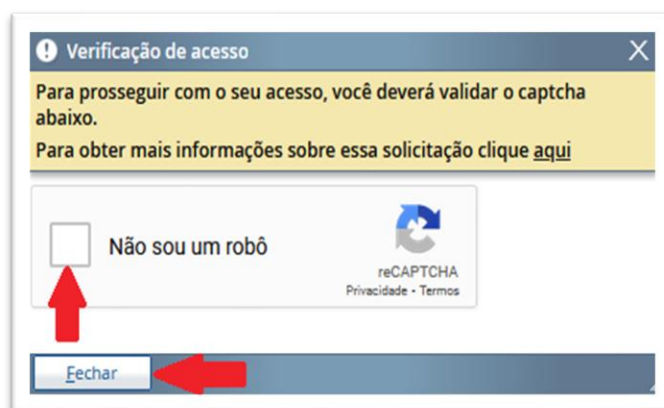 Verificação de acesso
Para prosseguir com o seu acesso, você deverá validar o captcha
abaixo.
Para obter mais informações sobre essa solicitação clique aqui
Não sou um robô
reCAPTCHA
Privacidade - Termos
Fechar